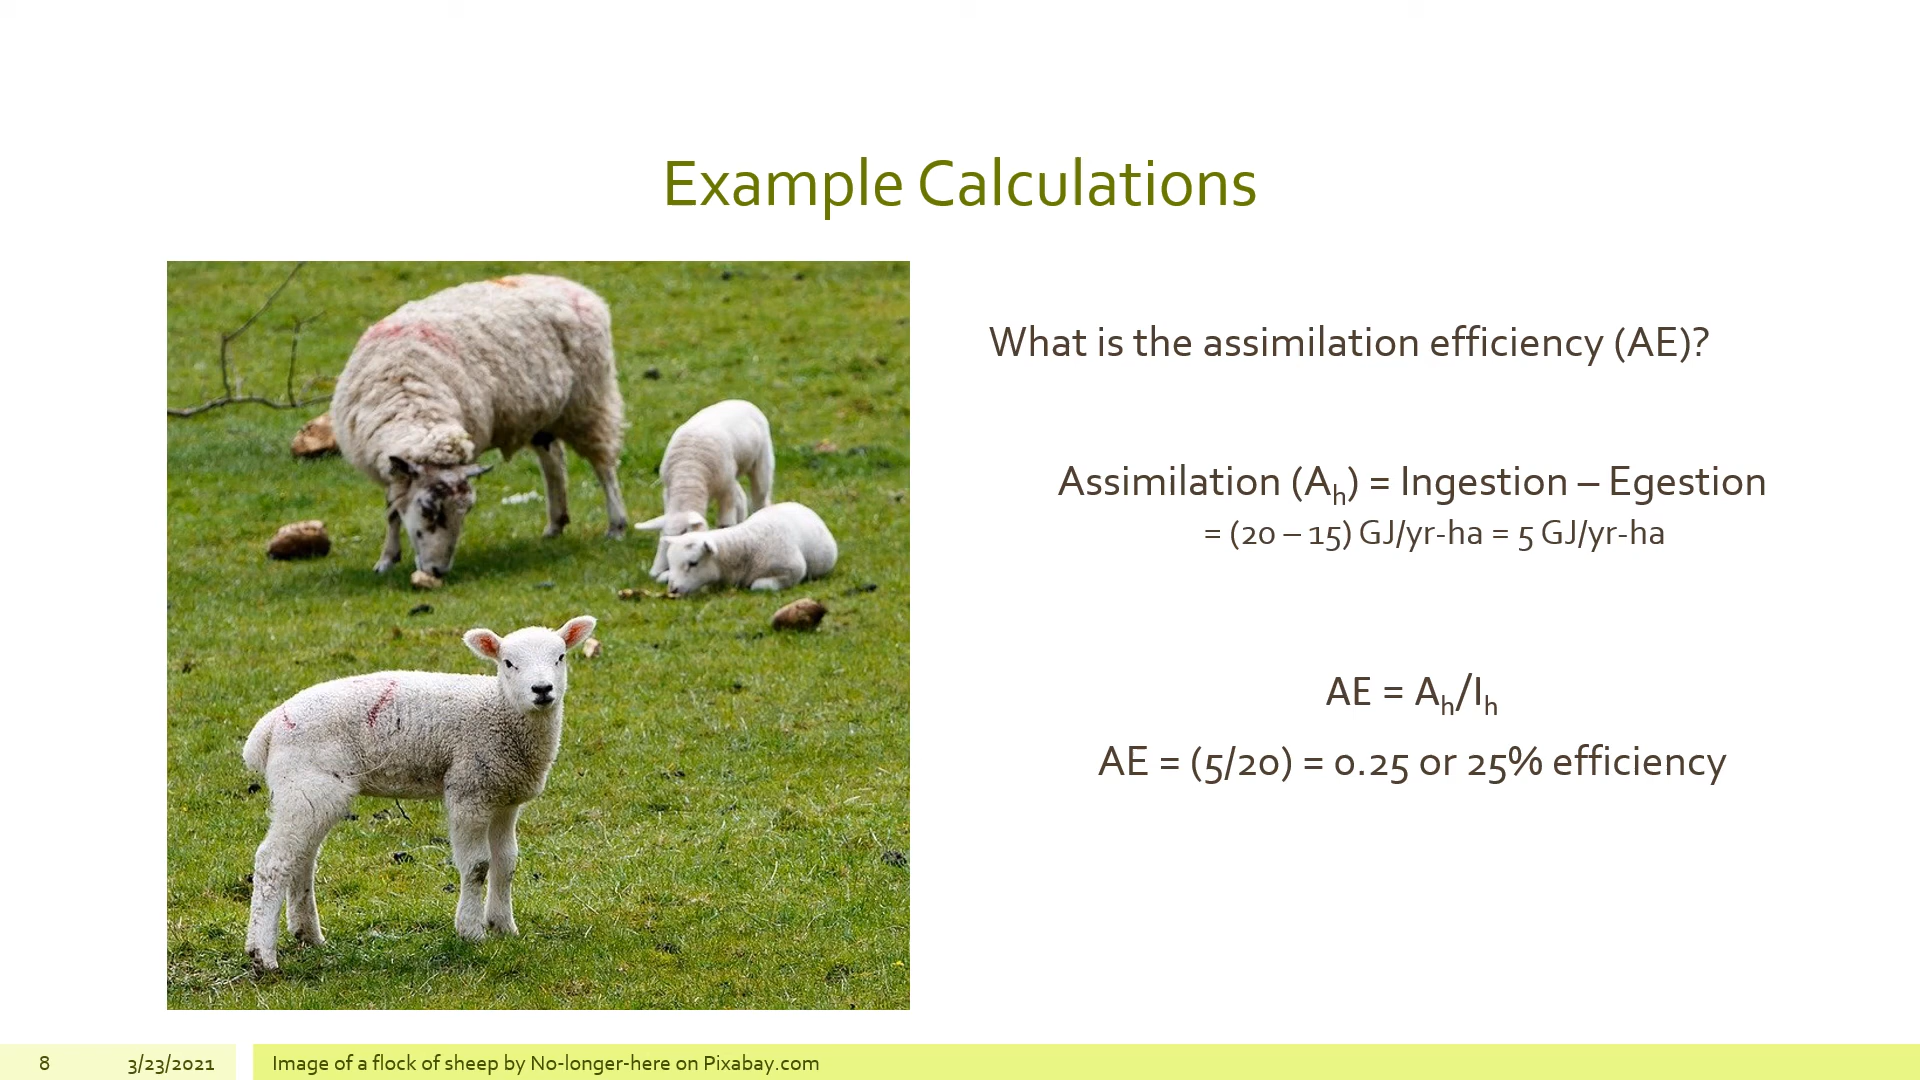 Example Calculations
What is the assimilation efficiency (AE)?
Assimilation (Aₕ) = Ingestion – Egestion
= (20 – 15) GJ/yr-ha = 5 GJ/yr-ha
AE = Aₕ/Iₕ
AE = (5/20) = 0.25 or 25% efficiency
8
3/23/2021
Image of a flock of sheep by No-longer-here on Pixabay.com